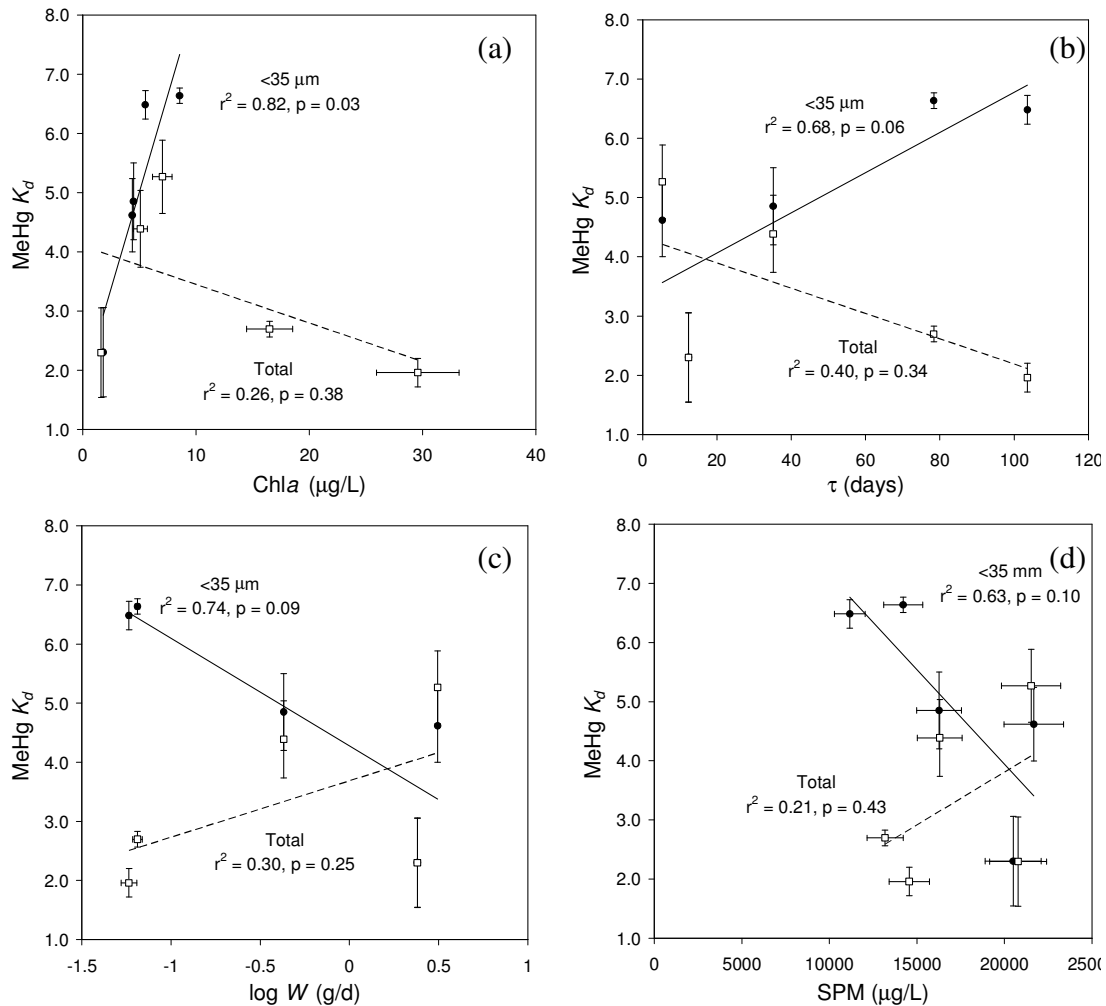 8.0
7.0
6.0
5.0
4.0
3.0
2.0
1.0
MeHg K_d
(a)
<35 μm
r² = 0.82, p = 0.03
Total
r² = 0.26, p = 0.38
0 10 20 30 40
Chla (μg/L)
8.0
7.0
6.0
5.0
4.0
3.0
2.0
1.0
MeHg K_d
(b)
<35 μm
r² = 0.68, p = 0.06
Total
r² = 0.40, p = 0.34
0 20 40 60 80 100 120
τ (days)
8.0
7.0
6.0
5.0
4.0
3.0
2.0
1.0
MeHg K_d
(c)
<35 μm
r² = 0.74, p = 0.09
Total
r² = 0.30, p = 0.25
-1.5 -1 -0.5 0 0.5 1
log W (g/d)
8.0
7.0
6.0
5.0
4.0
3.0
2.0
1.0
MeHg K_d
(d)
<35 mm
r² = 0.63, p = 0.10
Total
r² = 0.21, p = 0.43
0 5000 10000 15000 20000 2500
SPM (μg/L)